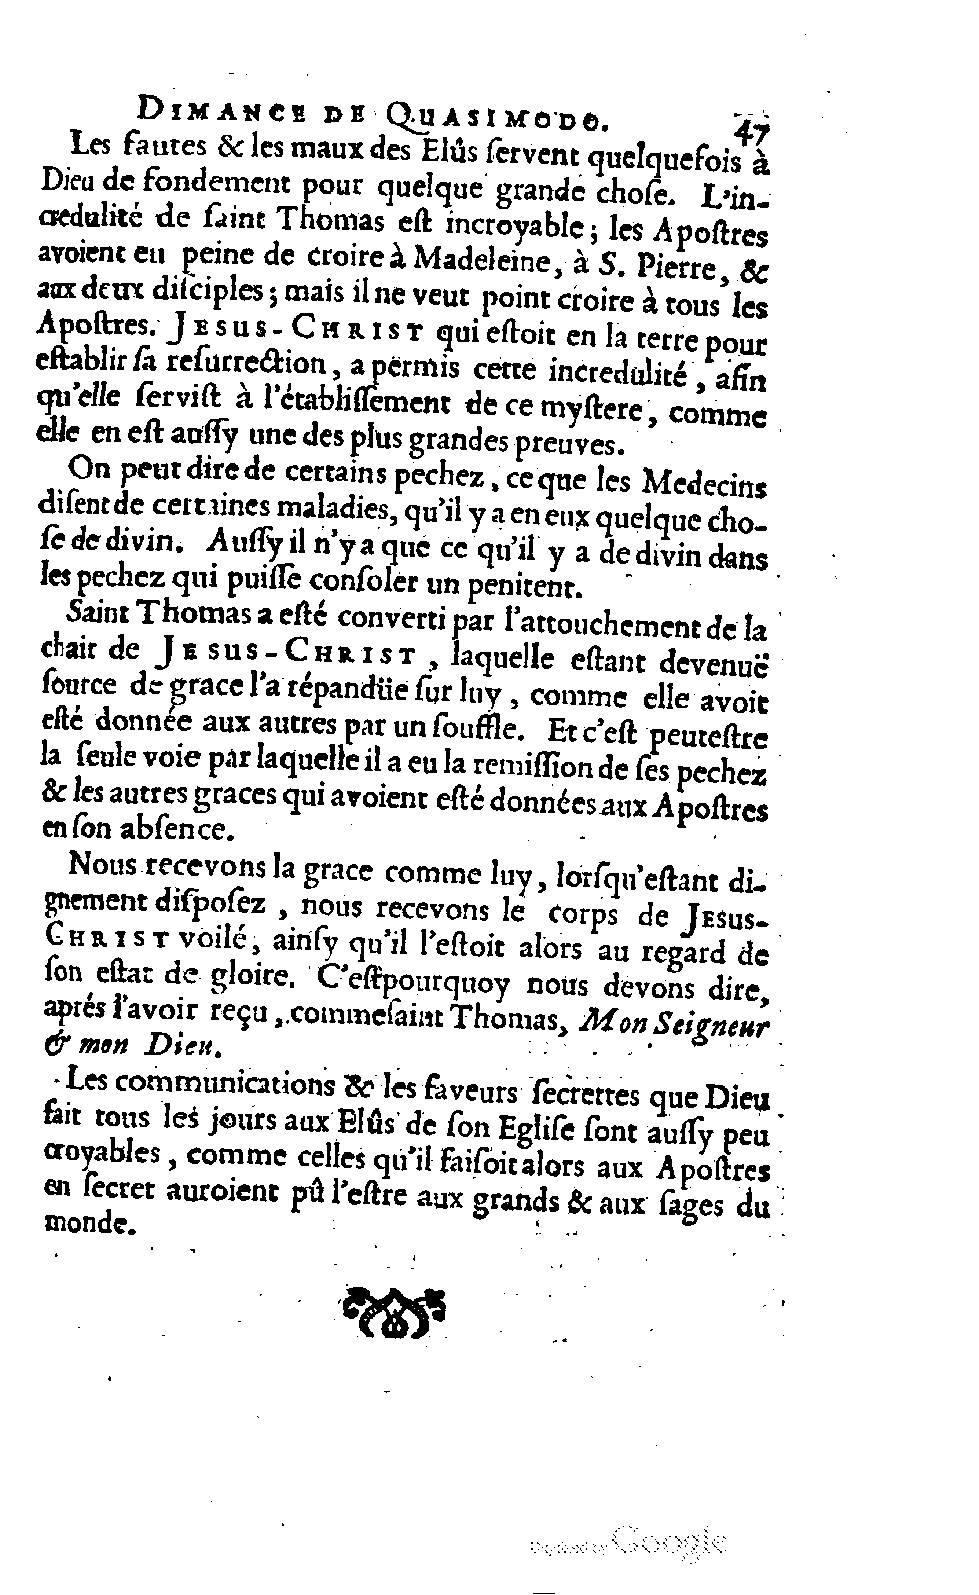 DIMANCE DE QUASIMODO. 47
Les fautes & les maux des Elûs ſervent quelquefois à
Dieu de fondement pour quelque grande choſe. L'in-
credulité de ſaint Thomas eſt incroyable; les Apoſtres
avoient eu peine de croire à Madeleine, à S. Pierre, &
aux deux diſciples; mais il ne veut point croire à tous les
Apoſtres. JESUS-CHRIST qui eſtoit en la terre pour
eſtablir ſa reſurrection, a permis cette incredulité, afin
qu'elle ſerviſt à l'établiſſement de ce myſtere, comme
elle en eſt auſſy une des plus grandes preuves.
On peut dire de certains pechez, ce que les Medecins
diſent de certaines maladies, qu'il y a en eux quelque cho-
ſe de divin. Auſſy il n'y a que ce qu'il y a de divin dans
les pechez qui puiſſe conſoler un penitent.
Saint Thomas a eſté converti par l'attouchement de la
chair de JESUS-CHRIST, laquelle eſtant devenuë
ſource de grace l'a répandüe ſur luy, comme elle avoit
eſté donnée aux autres par un ſouffle. Et c'eſt peuteſtre
la ſeule voie par laquelle il a eu la remiſſion de ſes pechez
& les autres graces qui avoient eſté données aux Apoſtres
en ſon abſence.
Nous recevons la grace comme luy, lorſqu'eſtant di-
gnement diſpoſez, nous recevons le corps de JESUS-
CHRIST voilé, ainſy qu'il l'eſtoit alors au regard de
ſon eſtat de gloire. C'eſtpourquoy nous devons dire,
aprés l'avoir reçu, comme ſaint Thomas, Mon Seigneur
& mon Dieu.
Les communications & les faveurs ſecrettes que Dieu
fait tous les jours aux Elûs de ſon Egliſe ſont auſſy peu
croyables, comme celles qu'il faiſoit alors aux Apoſtres
en ſecret auroient pû l'eſtre aux grands & aux ſages du
monde.
Digitized by Google